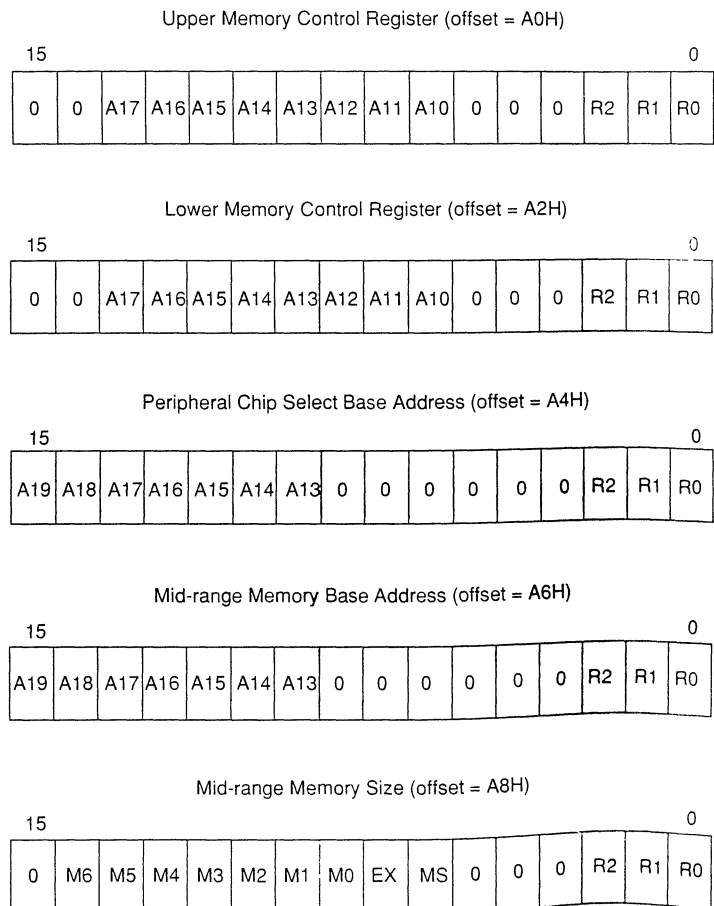 Upper Memory Control Register (offset = A0H)
15 0
0 0 A17 A16 A15 A14 A13 A12 A11 A10 0 0 0 R2 R1 R0
Lower Memory Control Register (offset = A2H)
15 0
0 0 A17 A16 A15 A14 A13 A12 A11 A10 0 0 0 R2 R1 R0
Peripheral Chip Select Base Address (offset = A4H)
15 0
A19 A18 A17 A16 A15 A14 A13 0 0 0 0 0 0 R2 R1 R0
Mid-range Memory Base Address (offset = A6H)
15 0
A19 A18 A17 A16 A15 A14 A13 0 0 0 0 0 0 R2 R1 R0
Mid-range Memory Size (offset = A8H)
15 0
0 M6 M5 M4 M3 M2 M1 M0 EX MS 0 0 0 R2 R1 R0